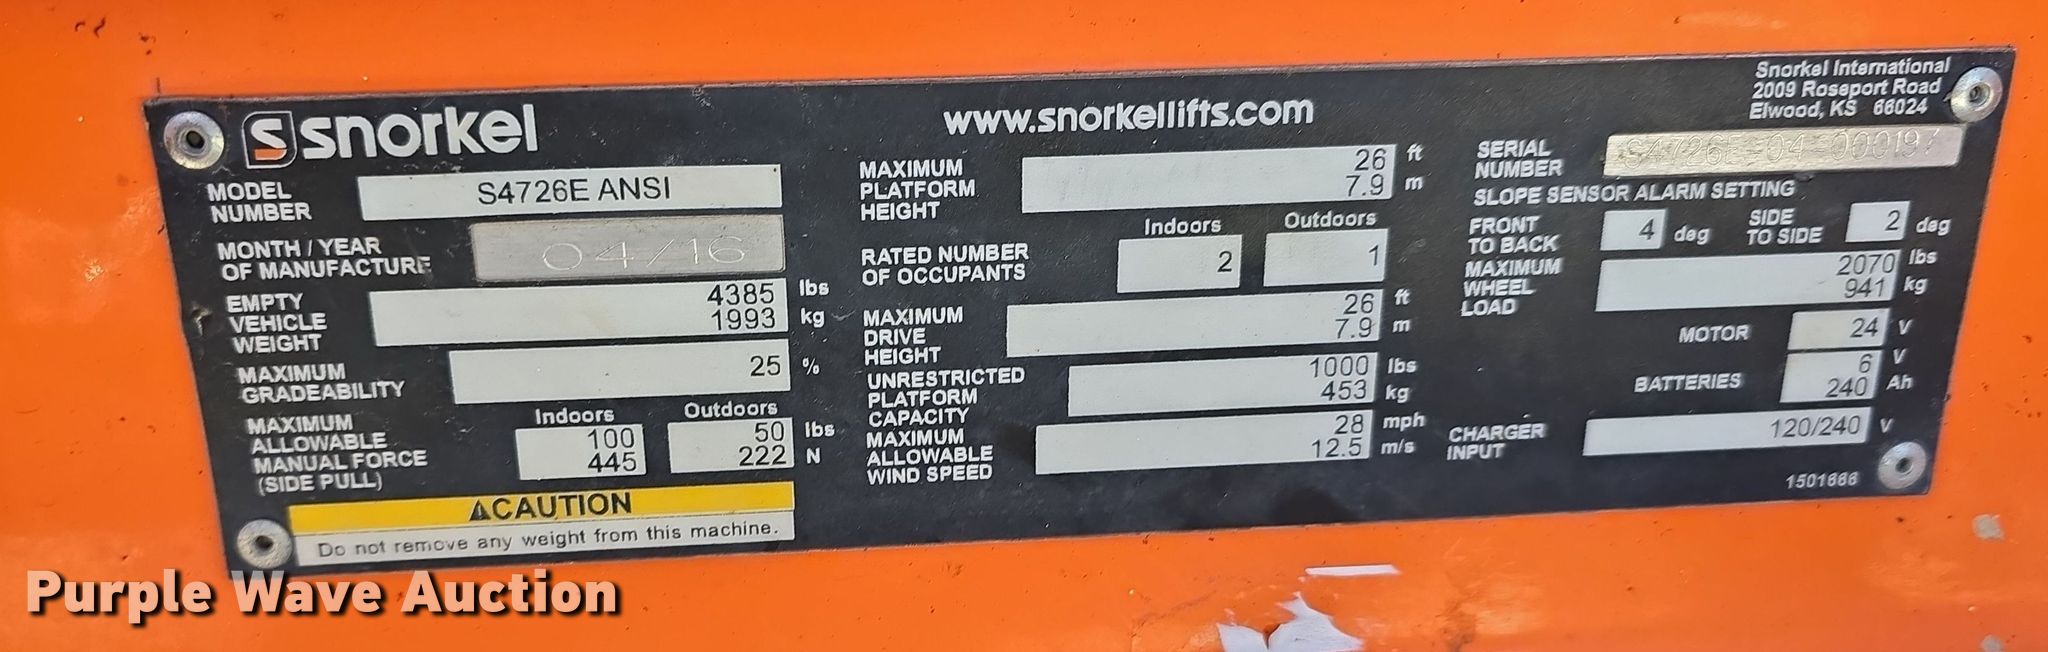 snorkel
www.snorkellifts.com
Snorkel International
2009 Roseport Road
Elwood, KS 66024
MODEL
NUMBER
S4726E ANSI
MONTH / YEAR
OF MANUFACTURE
04/16
EMPTY
VEHICLE
WEIGHT
4385 lbs
1993 kg
MAXIMUM
GRADEABILITY
25 %
MAXIMUM
ALLOWABLE
MANUAL FORCE
(SIDE PULL)
Indoors Outdoors
100 50 lbs
445 222 N
⚠CAUTION
Do not remove any weight from this machine.
MAXIMUM
PLATFORM
HEIGHT
26 ft
7.9 m
RATED NUMBER
OF OCCUPANTS
Indoors Outdoors
2 1
MAXIMUM
DRIVE
HEIGHT
26 ft
7.9 m
UNRESTRICTED
PLATFORM
CAPACITY
1000 lbs
453 kg
MAXIMUM
ALLOWABLE
WIND SPEED
28 mph
12.5 m/s
SERIAL
NUMBER
S4726E-04-000197
SLOPE SENSOR ALARM SETTING
FRONT
TO BACK
4 deg
SIDE
TO SIDE
2 deg
MAXIMUM
WHEEL
LOAD
2070 lbs
941 kg
MOTOR 24 V
BATTERIES
6 V
240 Ah
CHARGER
INPUT
120/240 V
1501666
Purple Wave Auction